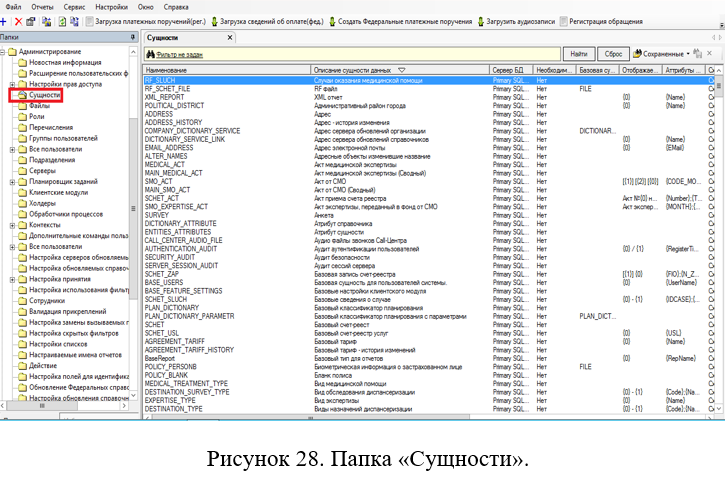 Файл Отчеты Сервис Настройки Окно Справка
Загрузка платежных поручений(рег.) Загрузка сведений об оплате(фед.) Создать Федеральные платежные поручения Загрузить аудиозаписи Регистрация обращения
Папки
Администрирование
Новостная информация
Расширение пользовательских ф
Настройки прав доступа
Сущности
Файлы
Роли
Перечисления
Группы пользователей
Все пользователи
Подразделения
Серверы
Планировщик заданий
Клиентские модули
Холдеры
Обработчики процессов
Контексты
Дополнительные команды польз
Все пользователи
Настройка серверов обновляемы
Настройка обновляемых справоч
Настройка принятия
Настройка использования фильт
Сотрудники
Валидация прикреплений
Настройка замены вызываемых п
Настройка скрытых фильтров
Настройки списков
Настраиваемые имена отчетов
Действие
Настройка полей для идентифика
Обновление Федеральных справо
Настройка обновления справочн
Сущности X
Фильтр не задан Найти Сброс Сохраненные
Наименование Описание сущности данных Сервер БД Необходим... Базовая су... Отображае... Атрибуты ...
RF_SLUCH Случаи оказания медицинской помощи Primary SQL... Нет
RF_SCHET_FILE RF файл Primary SQL... Нет FILE
XML_REPORT XML отчет Primary SQL... Нет {0} {Name}
POLITICAL_DISTRICT Административный район города Primary SQL... Нет {0} {Name}
ADDRESS Адрес Primary SQL... Нет
ADDRESS_HISTORY Адрес - история изменений Primary SQL... Нет
COMPANY_DICTIONARY_SERVICE Адрес сервера обновлений организации Primary SQL... Нет DICTIONAR...
DICTIONARY_SERVICE_LINK Адрес сервера обновлений справочников Primary SQL... Нет {0} {Name}
EMAIL_ADDRESS Адрес электронной почты Primary SQL... Нет {0} {EMail}
ALTER_NAMES Адресные объекты изменившие название Primary SQL... Нет
MEDICAL_ACT Акт медицинской экспертизы Primary SQL... Нет
MAIN_MEDICAL_ACT Акт медицинской экспертизы (Сводный) Primary SQL... Нет
SMO_ACT Акт от СМО Primary SQL... Нет [{1}] [{2}] [{0}] {CODE_MO...
MAIN_SMO_ACT Акт от СМО (Сводный) Primary SQL... Нет
SCHET_ACT Акт приема счета реестра Primary SQL... Нет Акт №{0} н... {Number};{T...
SMO_EXPERTISE_ACT Акт экспертизы, переданный в фонд от СМО Primary SQL... Нет Акт экспер... {MONTH};{...
SURVEY Анкета Primary SQL... Нет
DICTIONARY_ATTRIBUTE Атрибут справочника Primary SQL... Нет
ENTITIES_ATTRIBUTES Атрибут сущности Primary SQL... Нет
CALL_CENTER_AUDIO_FILE Аудио файлы звонков Call-Центра Primary SQL... Нет
AUTHENTICATION_AUDIT Аудит аутентификации пользователей Primary SQL... Нет {0} / {1} {RegisterTi...
SECURITY_AUDIT Аудит безопасности Primary SQL... Нет
SERVER_SESSION_AUDIT Аудит сессий сервера Primary SQL... Нет
SCHET_ZAP Базовая запись счет-реестра Primary SQL... Нет [{1}] {0} {FIO};{N_Z...
BASE_USERS Базовая сущность для пользователей системы. Primary SQL... Нет {0} {UserName}
BASE_FEATURE_SETTINGS Базовые настройки клиентского модуля Primary SQL... Нет
SCHET_SLUCH Базовые сведения о случае Primary SQL... Нет {0} - {1} {IDCASE};{...
PLAN_DICTIONARY Базовый классификатор планирования Primary SQL... Нет
PLAN_DICTIONARY_PARAMETR Базовый классификатор планирования с параметрами Primary SQL... Нет PLAN_DICT...
SCHET Базовый счет-реест Primary SQL... Нет
SCHET_USL Базовый счет-реестр услуг Primary SQL... Нет {0} {USL}
AGREEMENT_TARIFF Базовый тариф Primary SQL... Нет {0} {Name}
AGREEMENT_TARIFF_HISTORY Базовый тариф - история изменений Primary SQL... Нет
BaseReport Базовый тип для отчетов Primary SQL... Нет {0} {RepName}
POLICY_PERSONB Биометрическая информация о застрахованном лице Primary SQL... Нет FILE
POLICY_BLANK Бланк полиса Primary SQL... Нет
MEDICAL_TREATMENT_TYPE Вид медицинской помощи Primary SQL... Нет
DESTINATION_SURVEY_TYPE Вид обследования диспансеризации Primary SQL... Нет {0} - {1} {Code};{Na...
EXPERTISE_TYPE Вид экспертизы Primary SQL... Нет {0} {Name}
DESTINATION_TYPE Виды назначений диспансеризации Primary SQL... Нет {0} - {1} {Code};{Na...
Рисунок 28. Папка «Сущности».